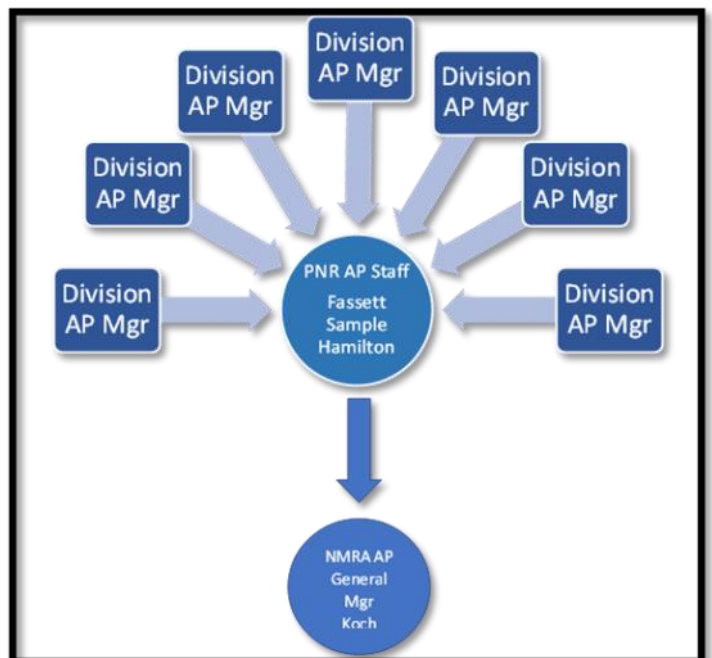 Division
AP Mgr
Division
AP Mgr
Division
AP Mgr
Division
AP Mgr
Division
AP Mgr
Division
AP Mgr
Division
AP Mgr
PNR AP Staff
Fassett
Sample
Hamilton
NMRA AP
General
Mgr
Koch